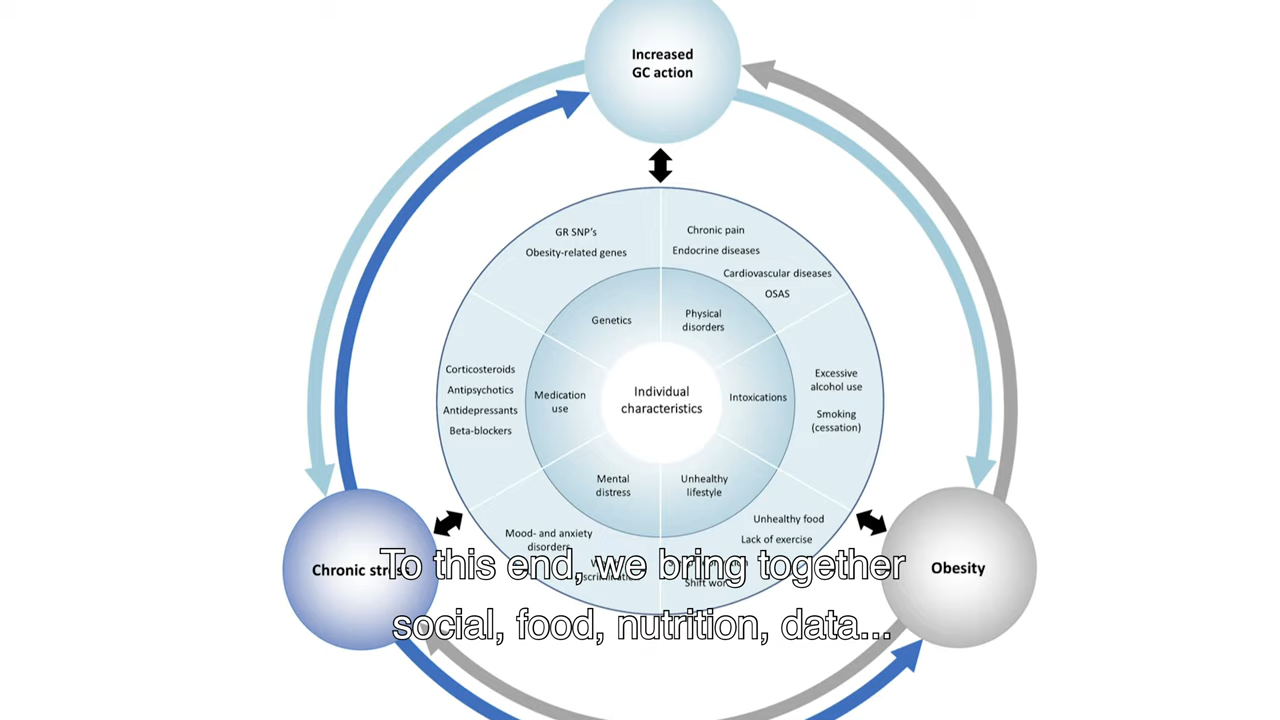 Increased
GC action
GR SNP's
Obesity-related genes
Chronic pain
Endocrine diseases
Cardiovascular diseases
OSAS
Genetics
Physical
disorders
Corticosteroids
Antipsychotics
Antidepressants
Beta-blockers
Medication
use
Individual
characteristics
Intoxications
Excessive
alcohol use
Smoking
(cessation)
Mental
distress
Unhealthy
lifestyle
Mood- and anxiety
disorders
Unhealthy food
Lack of exercise
Chronic
Obesity
To this end, we bring together
social, food, nutrition, data...